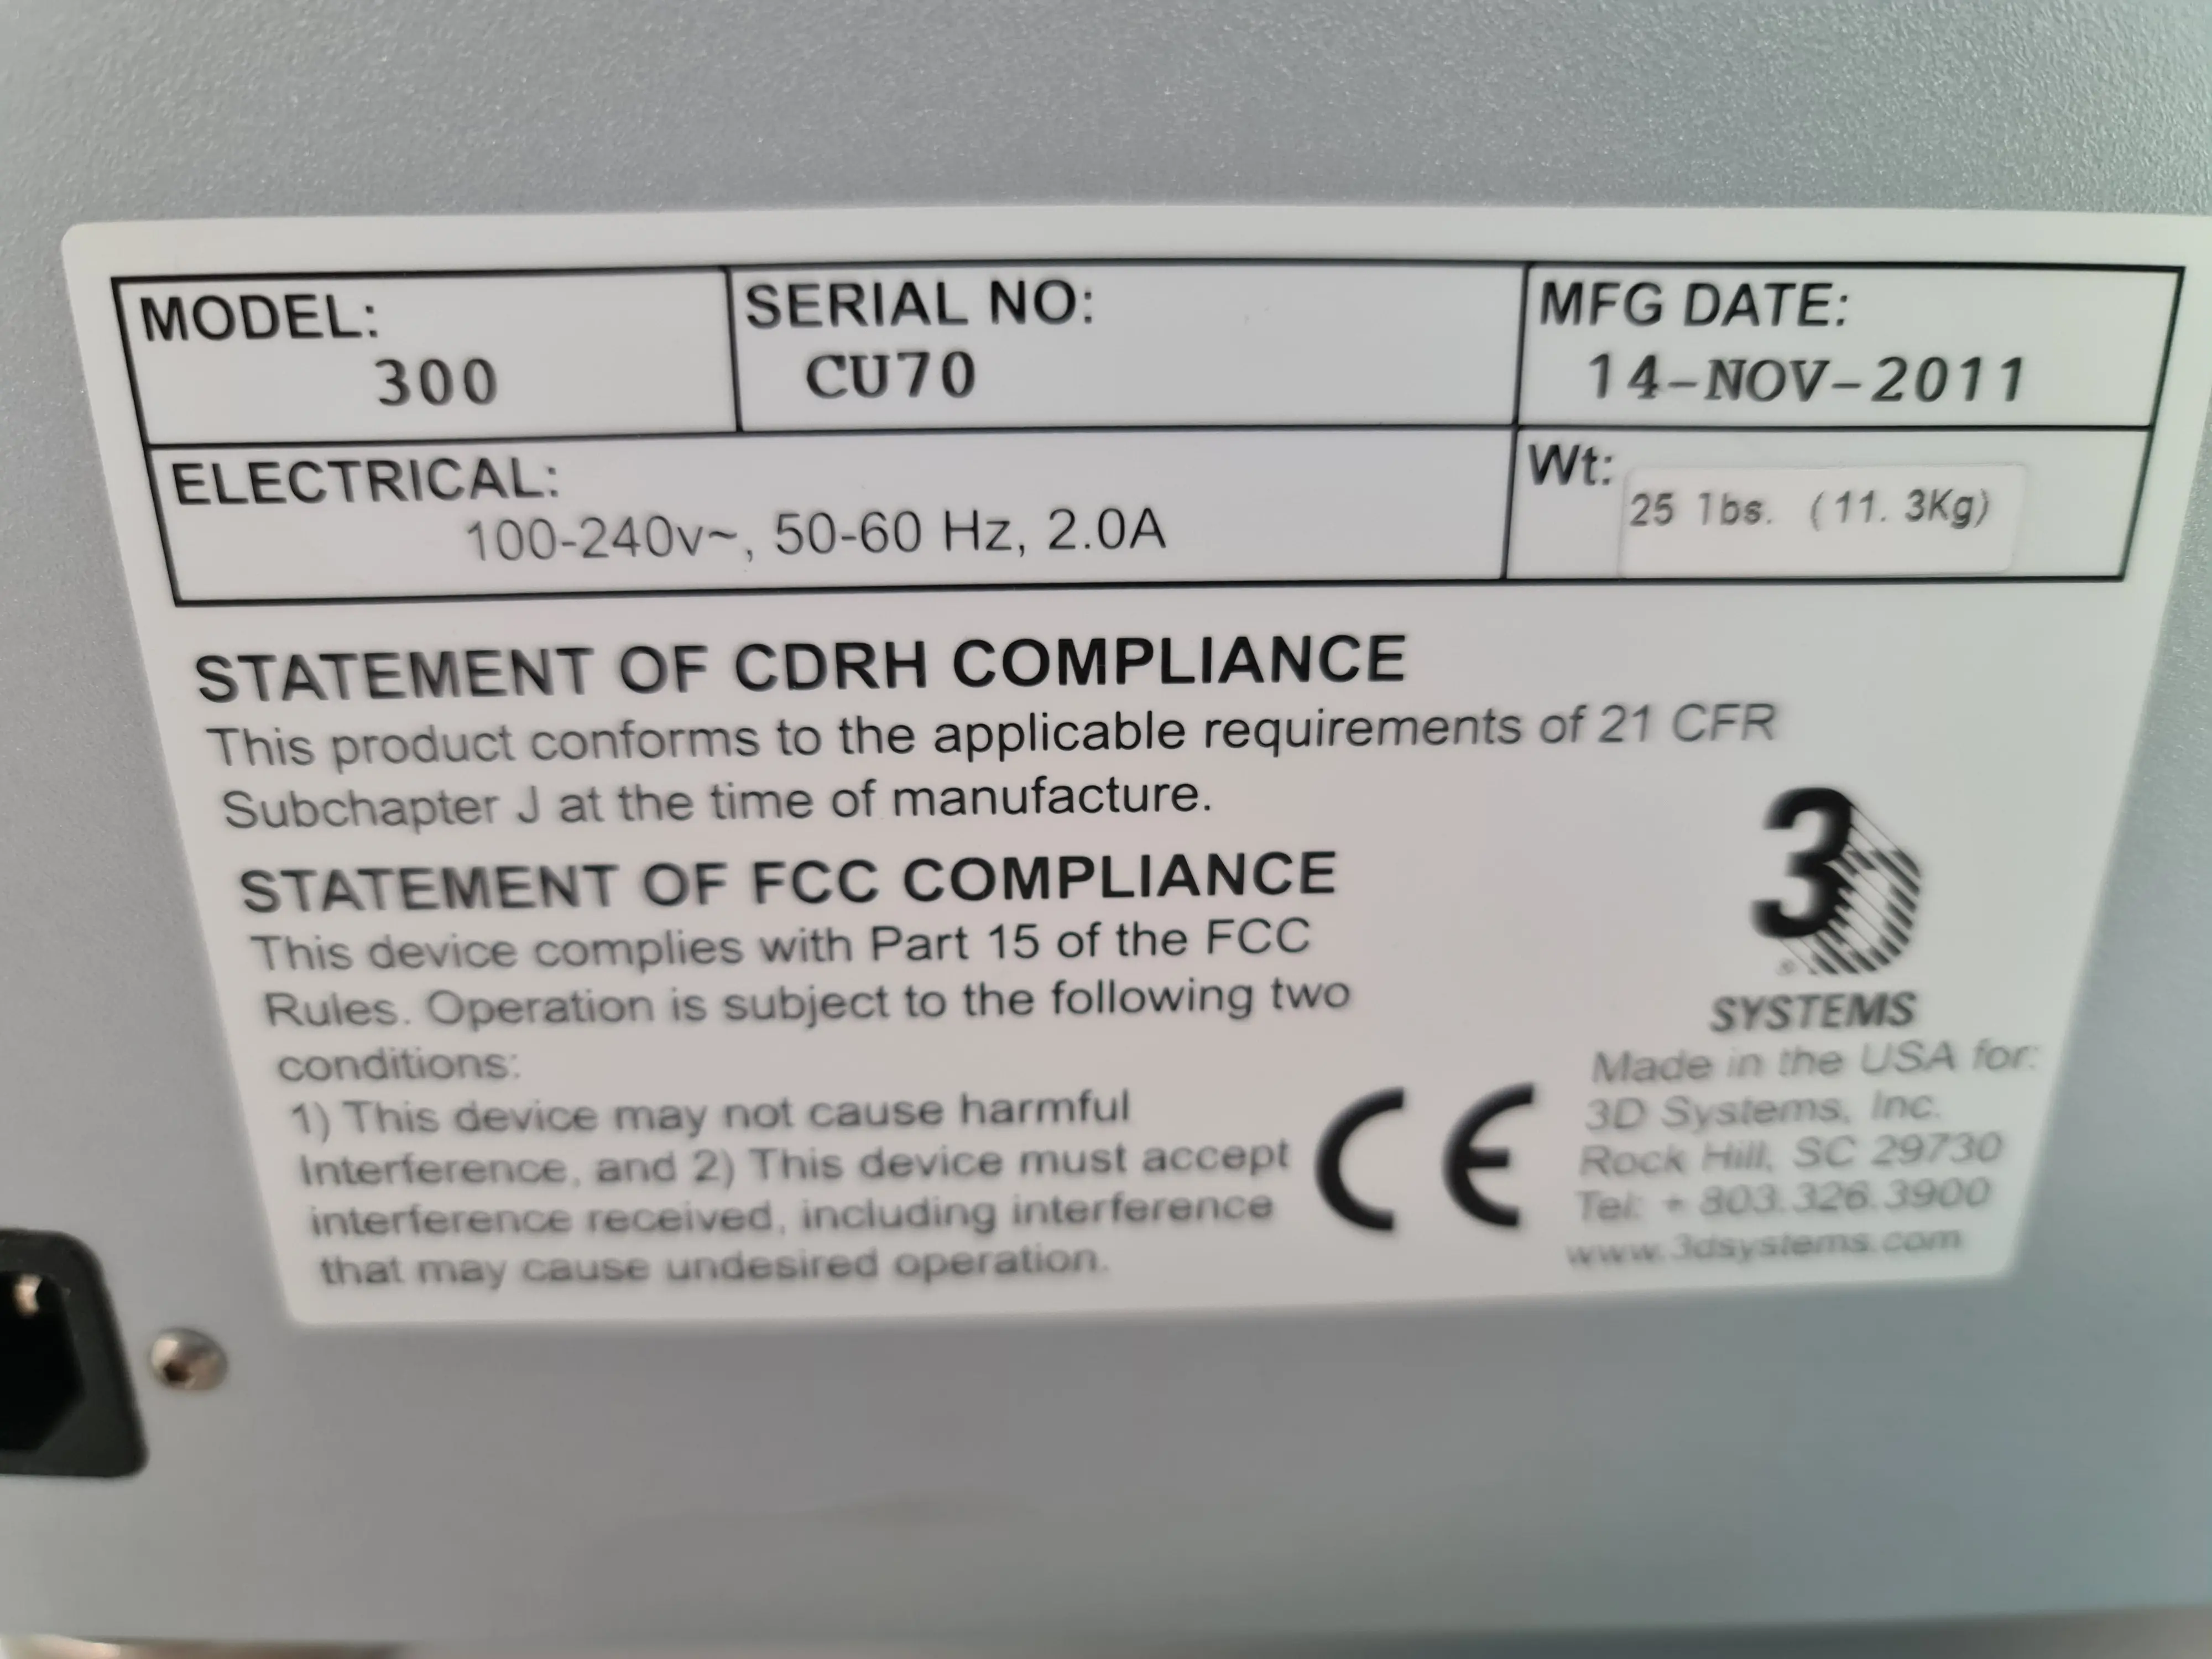 MODEL:
300
SERIAL NO:
CU70
MFG DATE:
14-NOV-2011
ELECTRICAL:
100-240v~, 50-60 Hz, 2.0A
Wt:
25 lbs. (11.3Kg)
STATEMENT OF CDRH COMPLIANCE
This product conforms to the applicable requirements of 21 CFR
Subchapter J at the time of manufacture.
STATEMENT OF FCC COMPLIANCE
This device complies with Part 15 of the FCC
Rules. Operation is subject to the following two
conditions:
1) This device may not cause harmful
Interference, and 2) This device must accept
interference received, including interference
that may cause undesired operation.
CE
3D
®
SYSTEMS
Made in the USA for:
3D Systems, Inc.
Rock Hill, SC 29730
Tel: + 803.326.3900
www.3dsystems.com